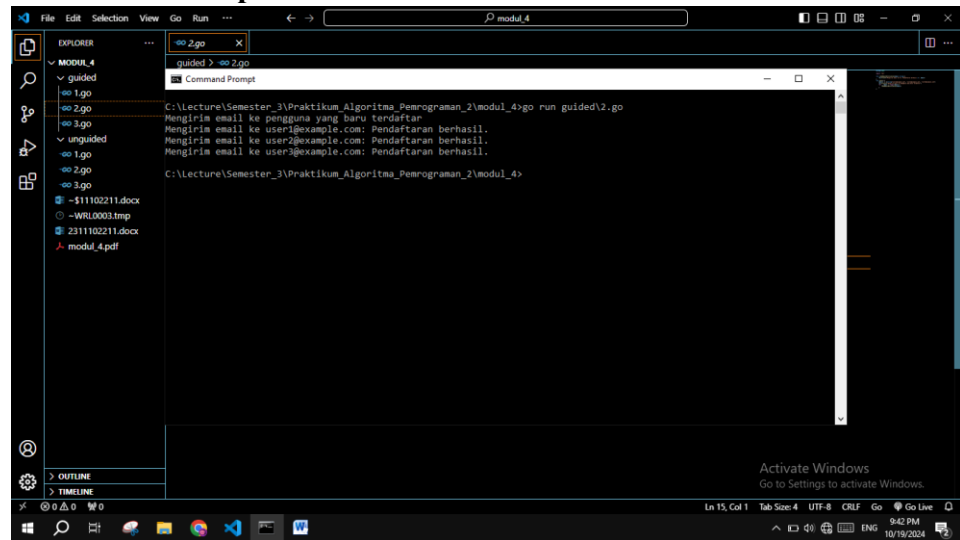 File Edit Selection View Go Run ··· ← → modul_4
EXPLORER ···
2.go ×
MODUL_4
guided > 2.go
guided
1.go
2.go
3.go
unguided
1.go
2.go
3.go
~$11102211.docx
~WRL0003.tmp
2311102211.docx
modul_4.pdf
Command Prompt
C:\Lecture\Semester_3\Praktikum_Algoritma_Pemrograman_2\modul_4>go run guided\2.go
Mengirim email ke pengguna yang baru terdaftar
Mengirim email ke user1@example.com: Pendaftaran berhasil.
Mengirim email ke user2@example.com: Pendaftaran berhasil.
Mengirim email ke user3@example.com: Pendaftaran berhasil.
C:\Lecture\Semester_3\Praktikum_Algoritma_Pemrograman_2\modul_4>
Activate Windows
Go to Settings to activate Windows.
> OUTLINE
> TIMELINE
0 0 0 Ln 15, Col 1 Tab Size: 4 UTF-8 CRLF Go Go Live
ENG 9:42 PM
10/19/2024 2